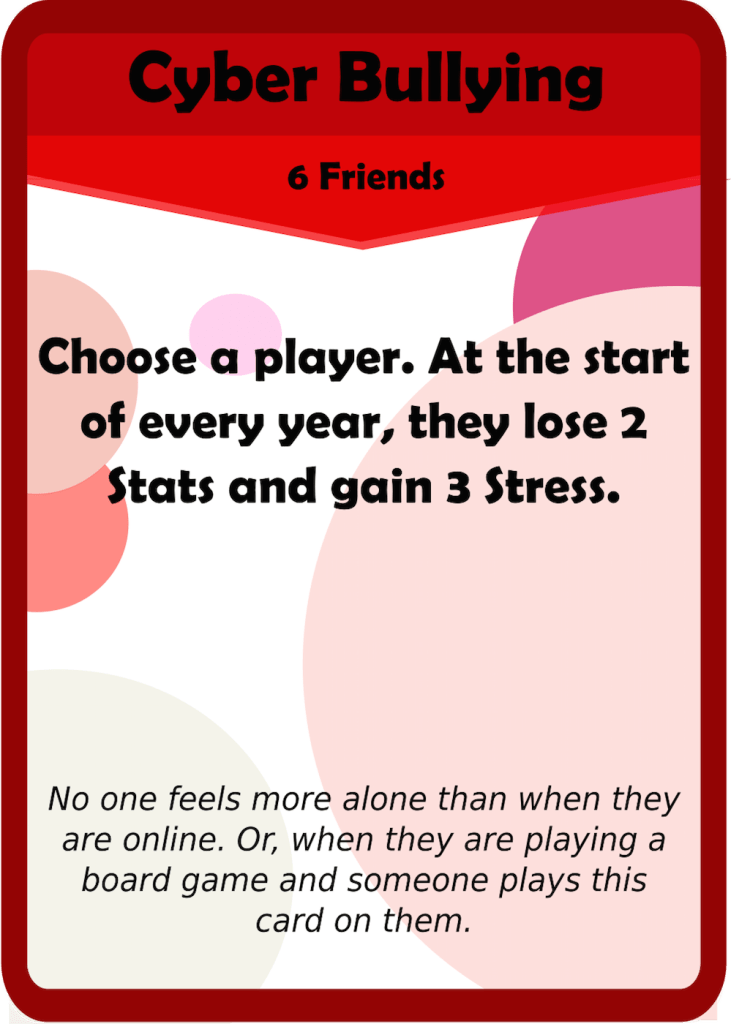 Cyber Bullying
6 Friends
Choose a player. At the start
of every year, they lose 2
Stats and gain 3 Stress.
No one feels more alone than when they
are online. Or, when they are playing a
board game and someone plays this
card on them.